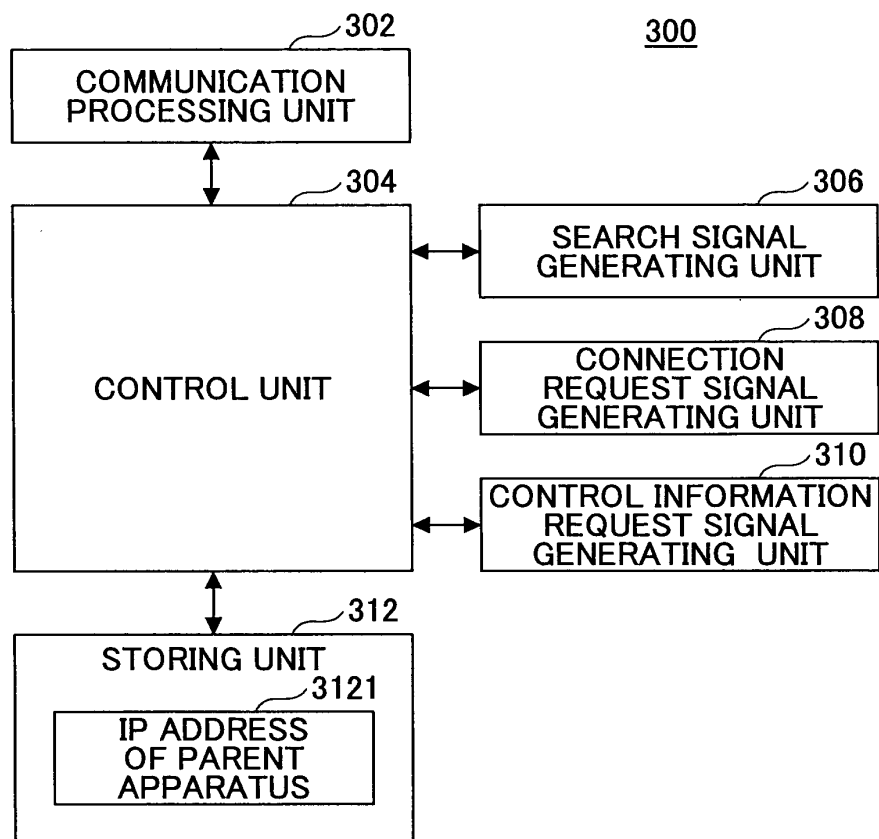 300
302
COMMUNICATION
PROCESSING UNIT
304
CONTROL UNIT
306
SEARCH SIGNAL
GENERATING UNIT
308
CONNECTION
REQUEST SIGNAL
GENERATING UNIT
310
CONTROL INFORMATION
REQUEST SIGNAL
GENERATING UNIT
312
STORING UNIT
3121
IP ADDRESS
OF PARENT
APPARATUS